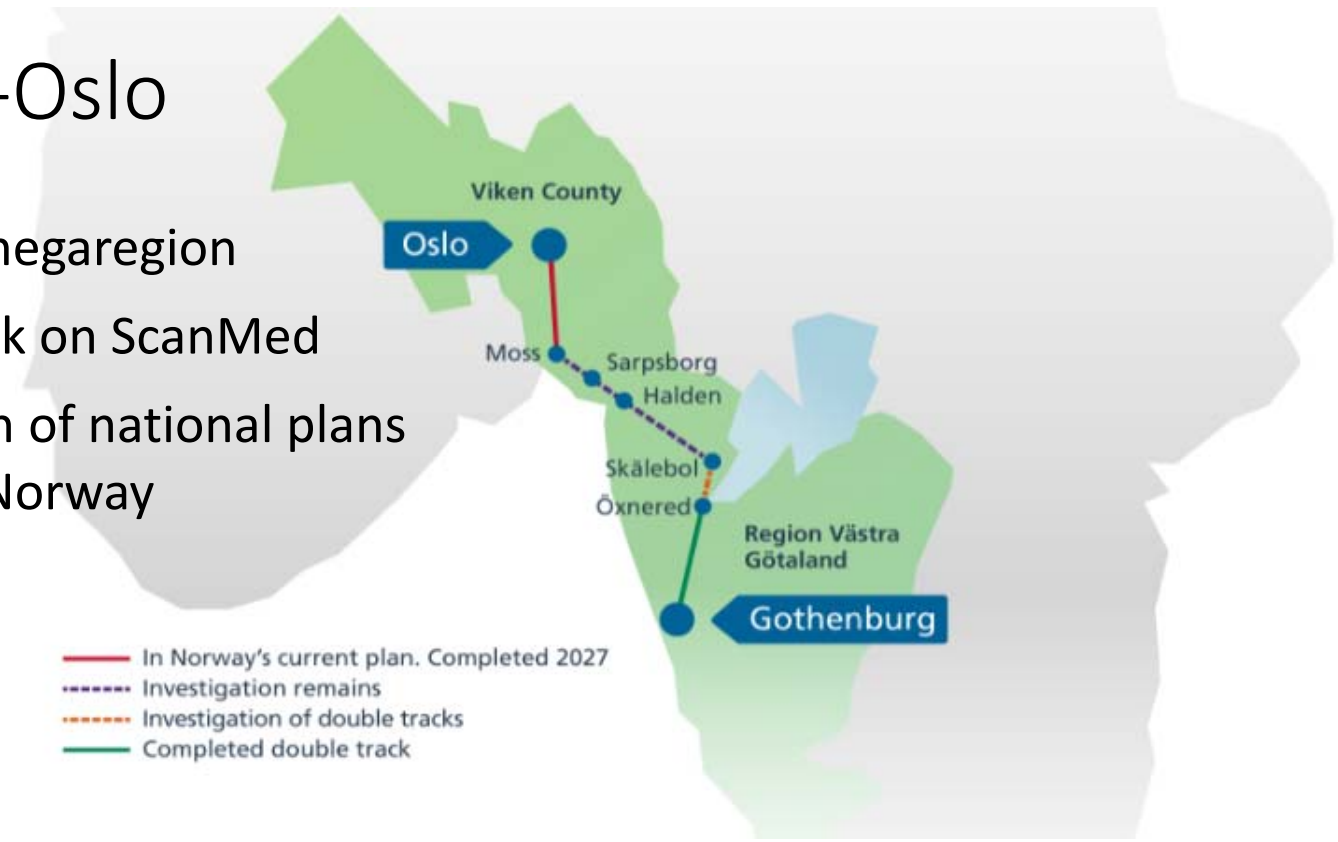 -Oslo
negaregion
k on ScanMed
n of national plans
Norway
Viken County
Oslo
Moss
Sarpsborg
Halden
Skälebol
Öxnered
Region Västra
Götaland
Gothenburg
In Norway's current plan. Completed 2027
Investigation remains
Investigation of double tracks
Completed double track